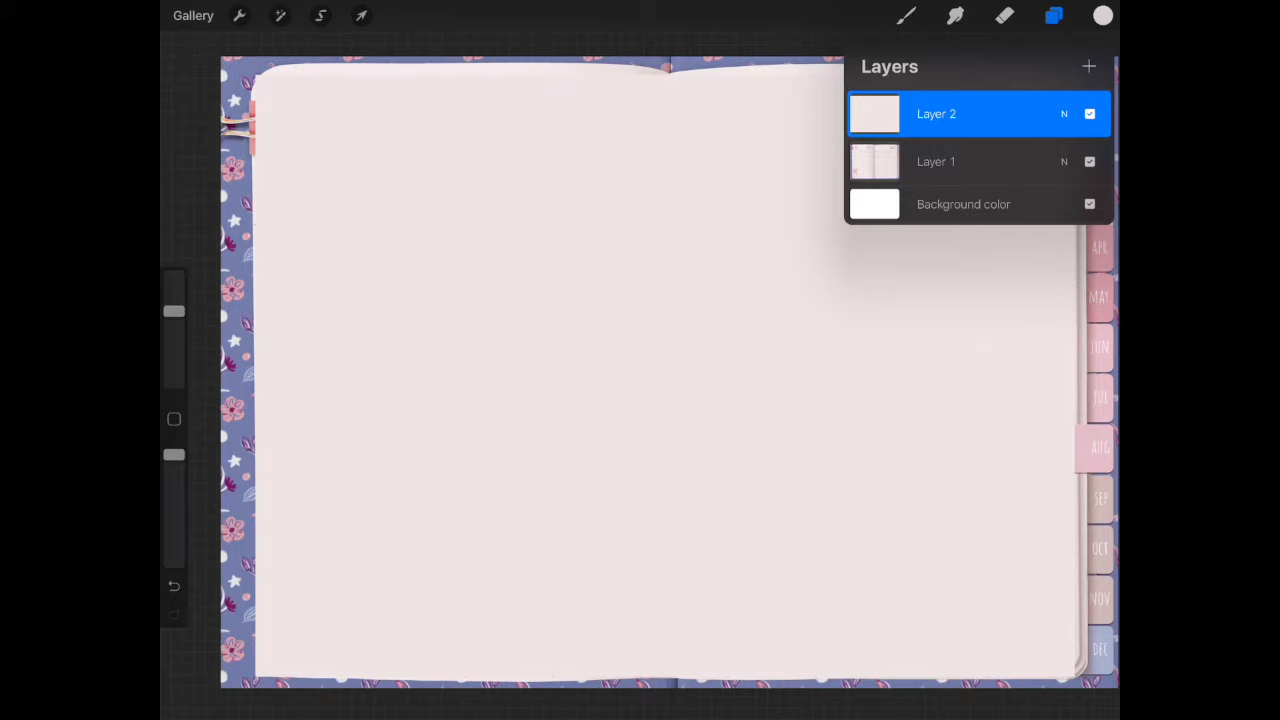 Gallery
Layers
Layer 2 N
Layer 1 N
Background color
APR
MAY
JUN
JUL
AUG
SEP
OCT
NOV
DEC